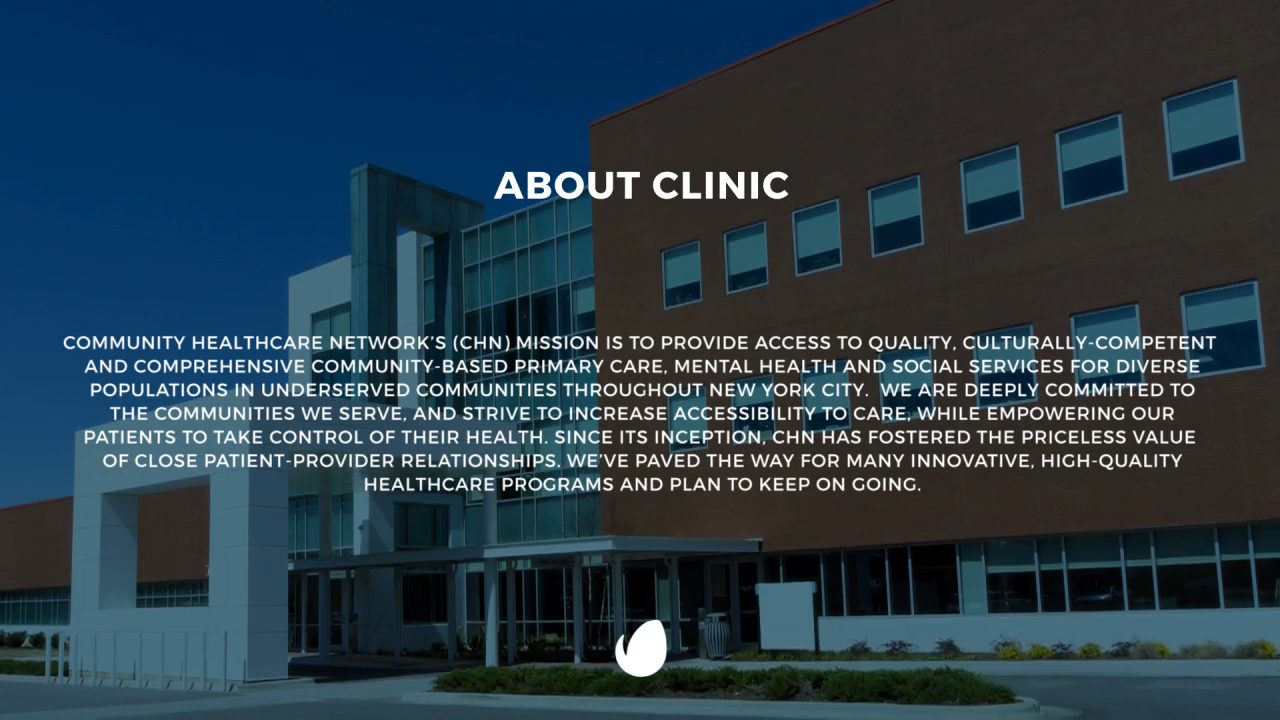 ABOUT CLINIC
COMMUNITY HEALTHCARE NETWORK'S (CHN) MISSION IS TO PROVIDE ACCESS TO QUALITY, CULTURALLY-COMPETENT
AND COMPREHENSIVE COMMUNITY-BASED PRIMARY CARE, MENTAL HEALTH AND SOCIAL SERVICES FOR DIVERSE
POPULATIONS IN UNDERSERVED COMMUNITIES THROUGHOUT NEW YORK CITY.  WE ARE DEEPLY COMMITTED TO
THE COMMUNITIES WE SERVE, AND STRIVE TO INCREASE ACCESSIBILITY TO CARE, WHILE EMPOWERING OUR
PATIENTS TO TAKE CONTROL OF THEIR HEALTH. SINCE ITS INCEPTION, CHN HAS FOSTERED THE PRICELESS VALUE
OF CLOSE PATIENT-PROVIDER RELATIONSHIPS. WE'VE PAVED THE WAY FOR MANY INNOVATIVE, HIGH-QUALITY
HEALTHCARE PROGRAMS AND PLAN TO KEEP ON GOING.